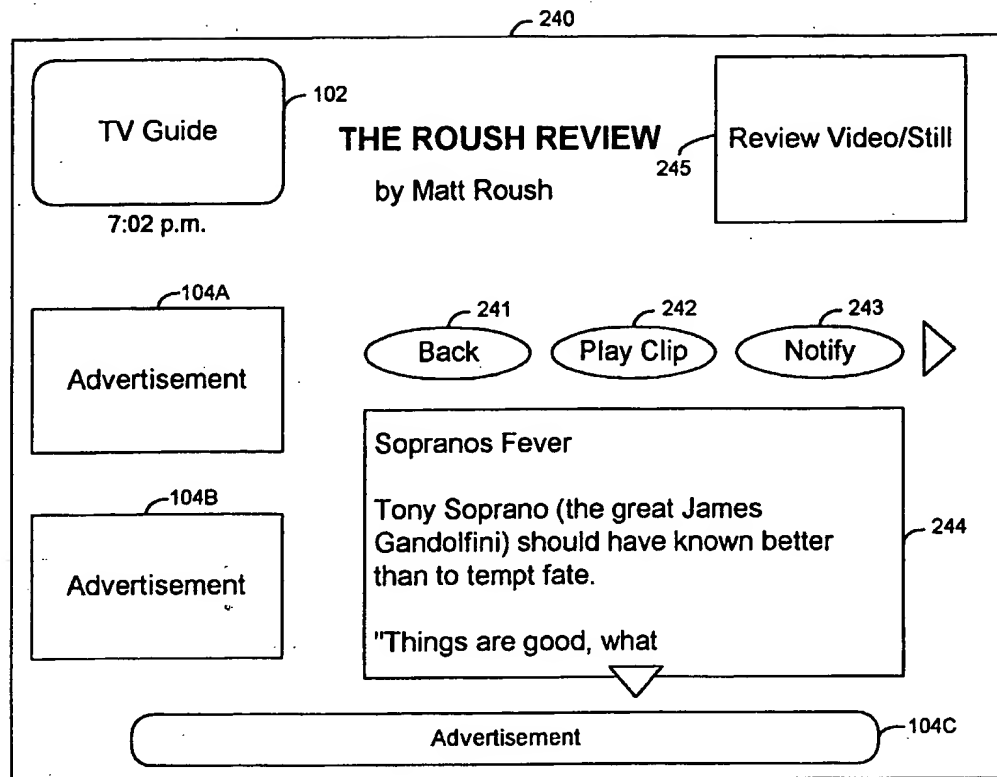 240
TV Guide
102
THE ROUSH REVIEW
by Matt Roush
245
Review Video/Still
7:02 p.m.
104A
Advertisement
241
Back
242
Play Clip
243
Notify
104B
Advertisement
Sopranos Fever
Tony Soprano (the great James
Gandolfini) should have known better
than to tempt fate.
"Things are good, what
244
Advertisement
104C